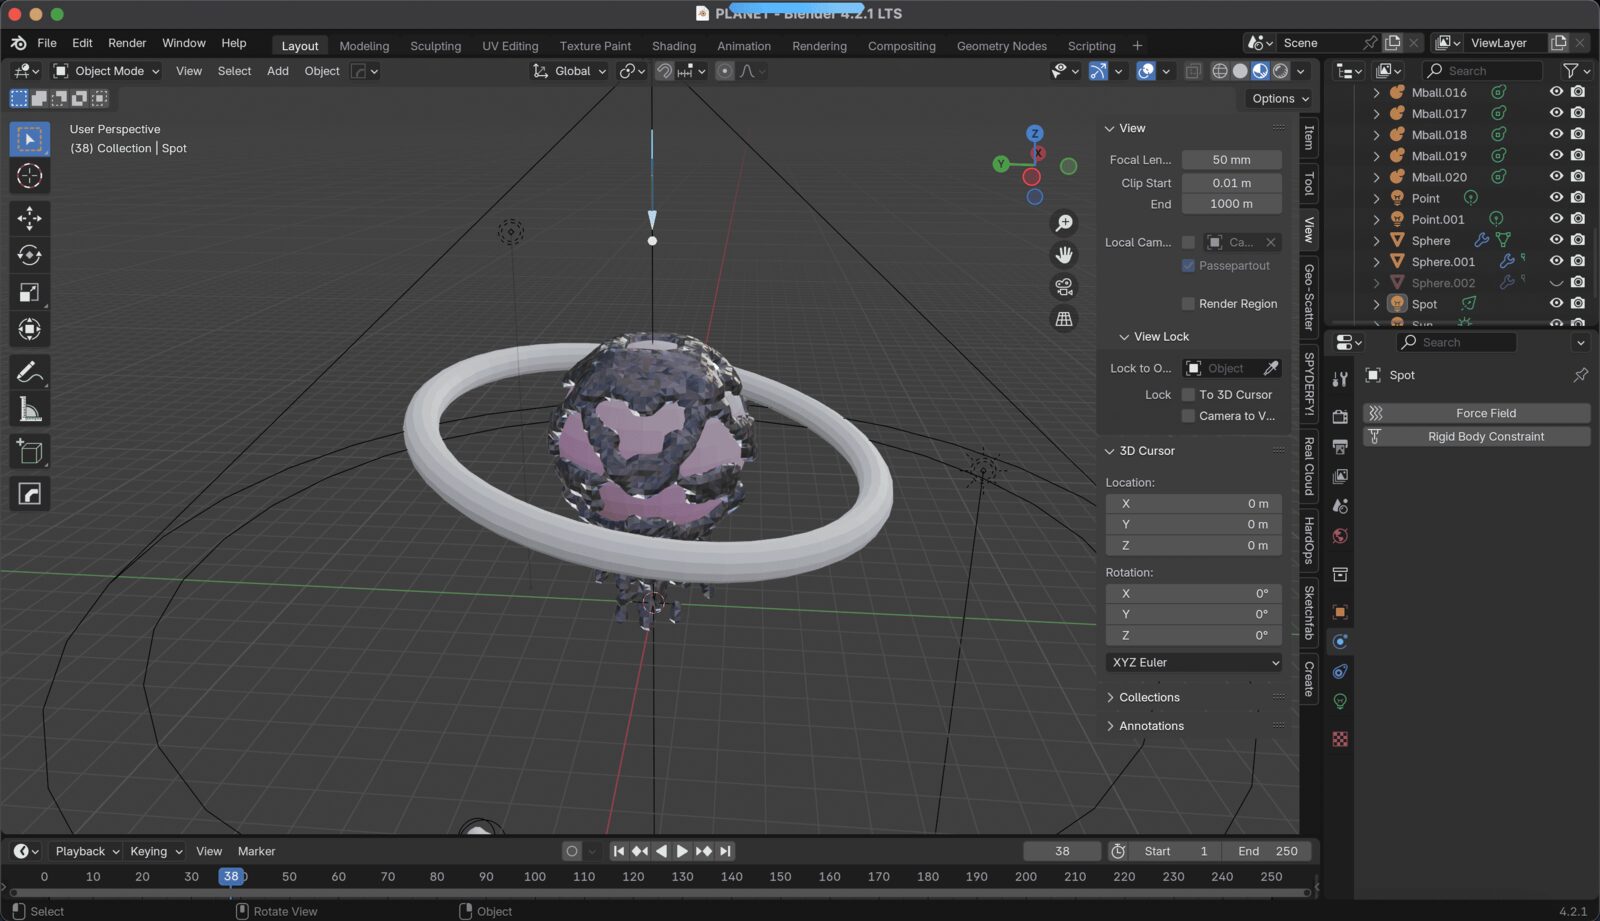 PLANET - Blender 4.2.1 LTS
File Edit Render Window Help Layout Modeling Sculpting UV Editing Texture Paint Shading Animation Rendering Compositing Geometry Nodes Scripting + Scene ViewLayer
Object Mode View Select Add Object Global Search
Options
User Perspective
(38) Collection | Spot
Z
X
Y
View
Focal Len... 50 mm
Clip Start 0.01 m
End 1000 m
Local Cam... Ca...
Passepartout
Render Region
View Lock
Lock to O... Object
Lock To 3D Cursor
Camera to V...
3D Cursor
Location:
X 0 m
Y 0 m
Z 0 m
Rotation:
X 0°
Y 0°
Z 0°
XYZ Euler
Collections
Annotations
Item
Tool
View
Geo-Scatter
SPYDERFY!
Real Cloud
HardOps
Sketchfab
Create
Mball.016
Mball.017
Mball.018
Mball.019
Mball.020
Point
Point.001
Sphere
Sphere.001
Sphere.002
Spot
Sun
Search
Spot
Force Field
Rigid Body Constraint
Playback Keying View Marker 38 Start 1 End 250
0 10 20 30 38 50 60 70 80 90 100 110 120 130 140 150 160 170 180 190 200 210 220 230 240 250
Select Rotate View Object 4.2.1